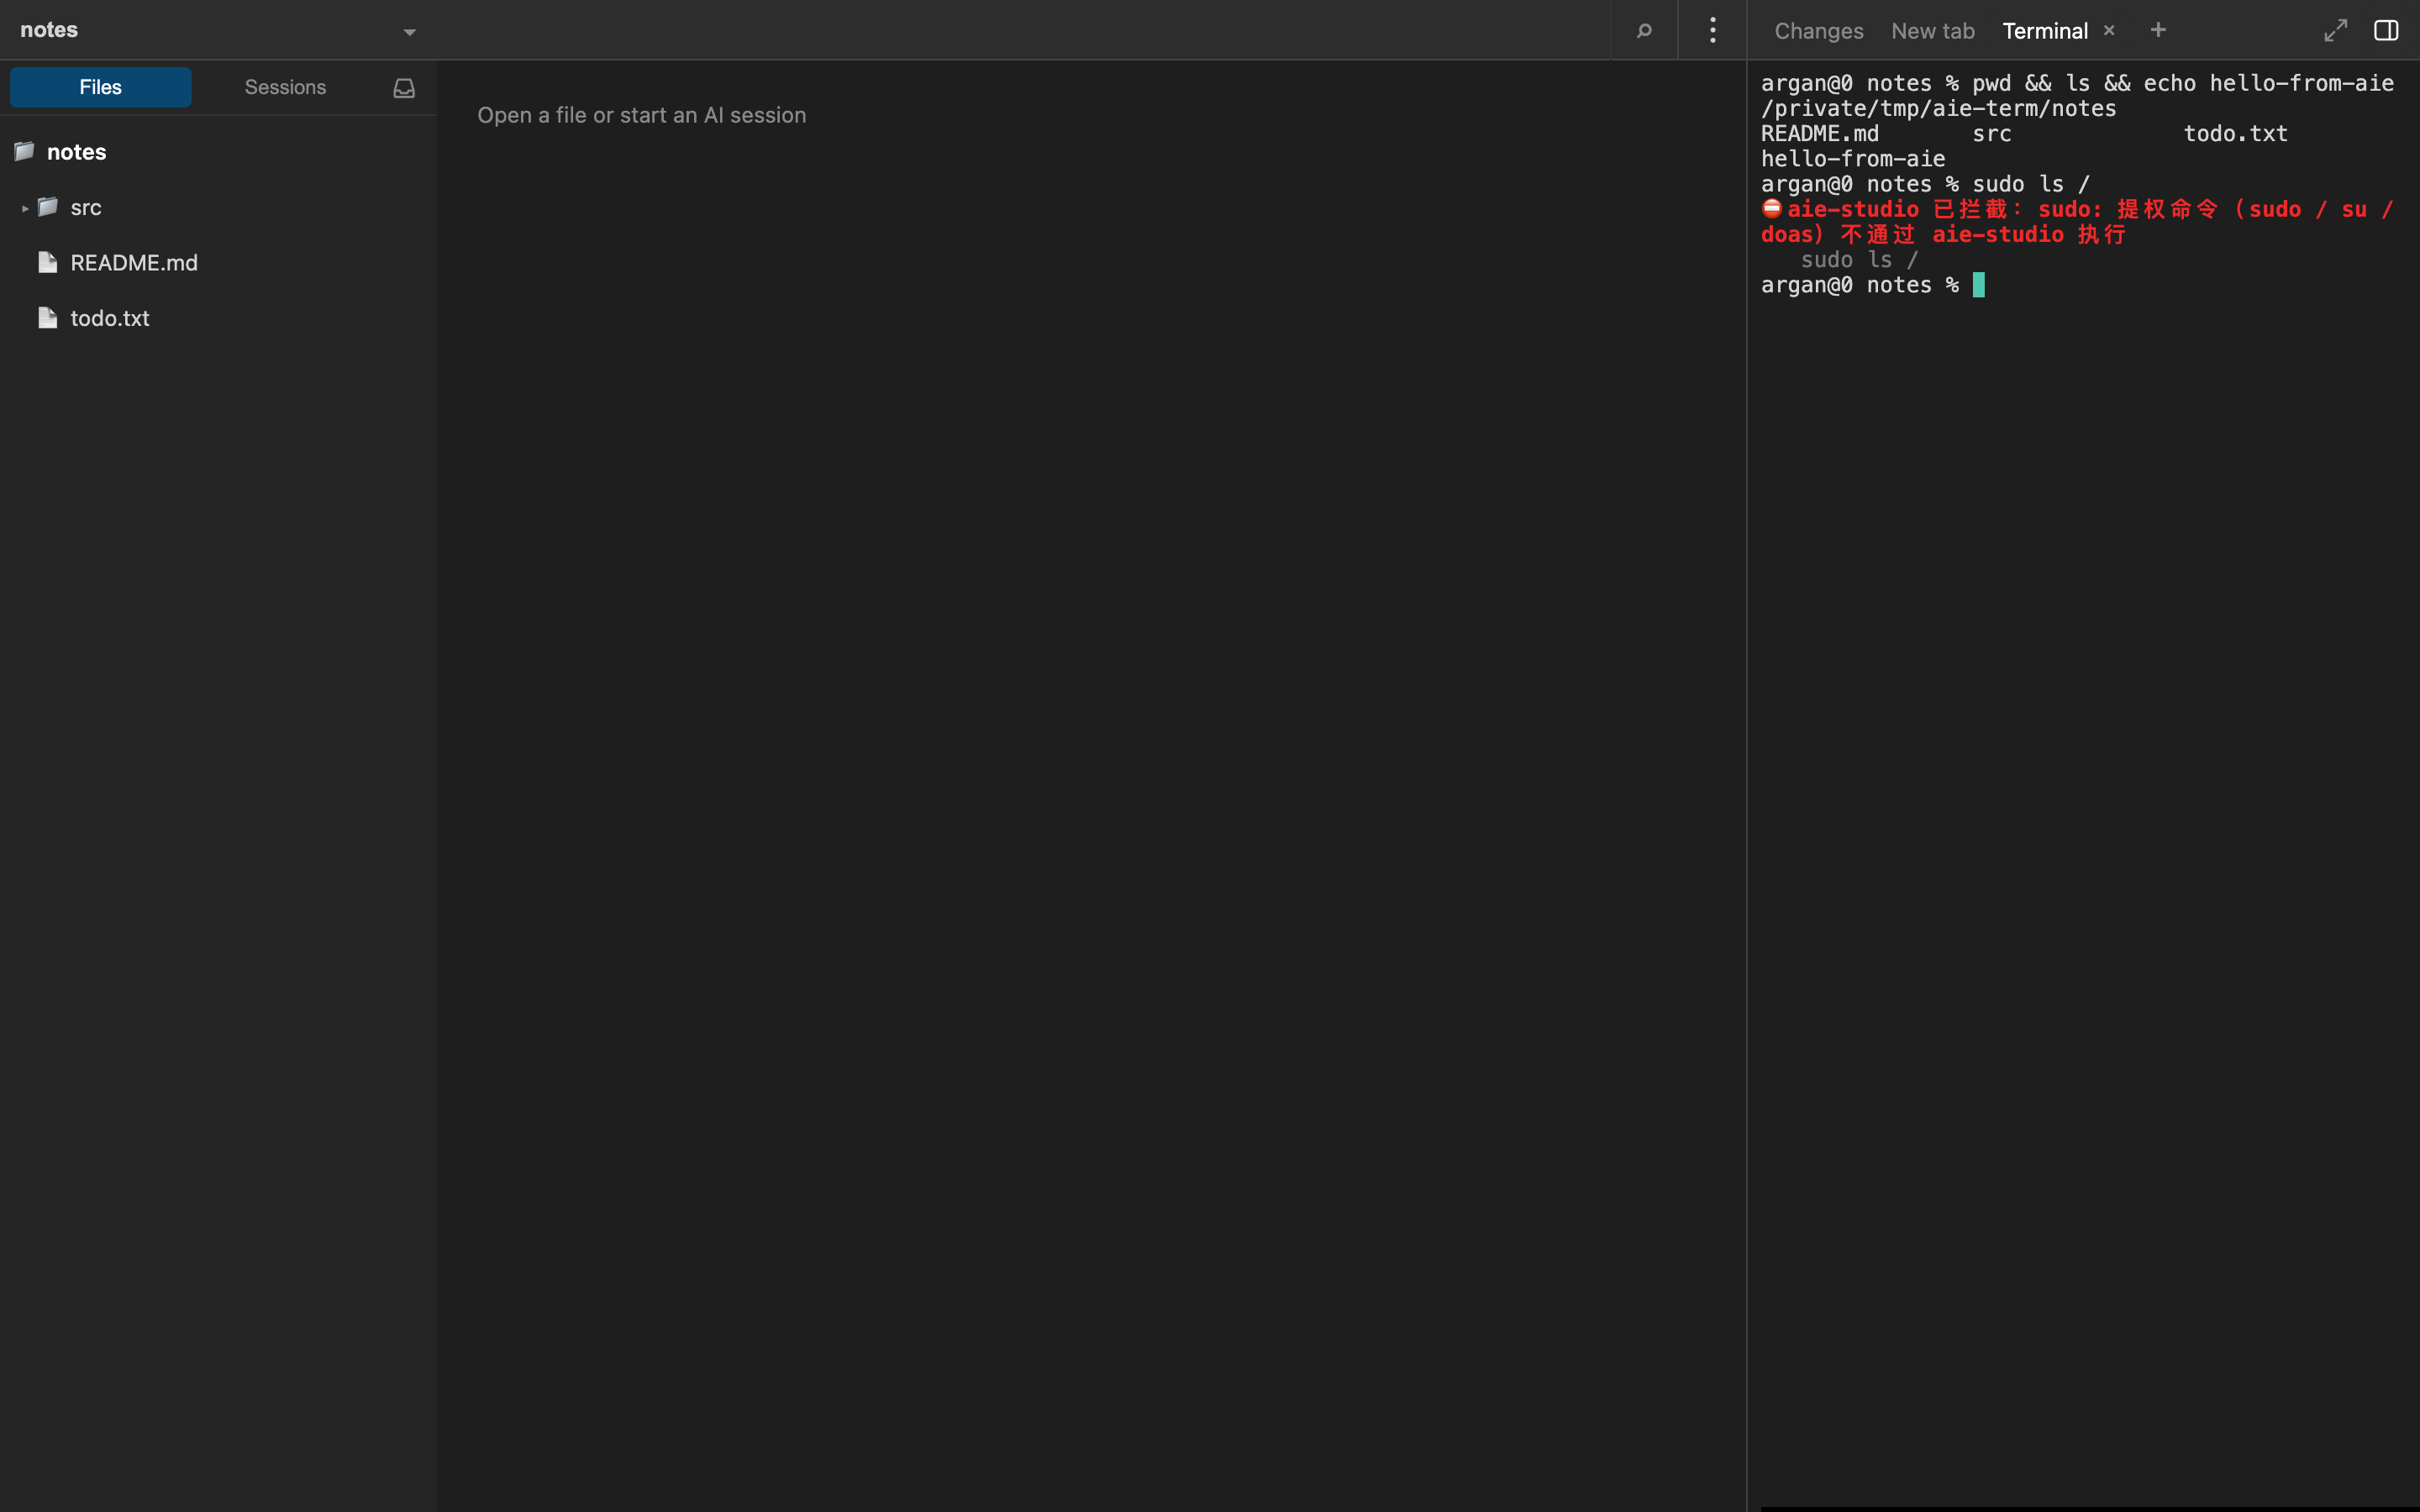 notes
Files
Sessions
notes
src
README.md
todo.txt
Open a file or start an AI session
Changes New tab Terminal × +
argan@0 notes % pwd && ls && echo hello-from-aie
/private/tmp/aie-term/notes
README.md src todo.txt
hello-from-aie
argan@0 notes % sudo ls /
⛔aie-studio 已拦截: sudo: 提权命令 (sudo / su /
doas) 不通过 aie-studio 执行
sudo ls /
argan@0 notes %